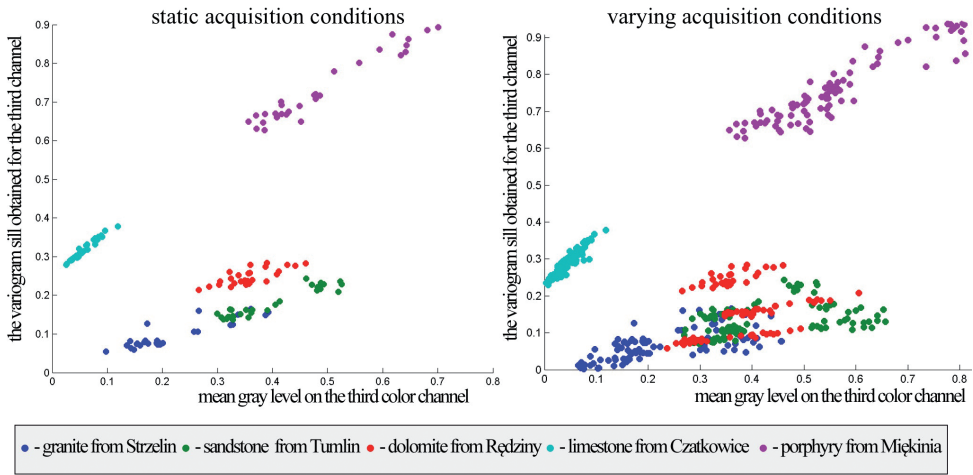 static acquisition conditions
varying acquisition conditions
the variogram sill obtained for the third channel
0.9
0.8
0.7
0.6
0.5
0.4
0.3
0.2
0.1
0
0 0.1 0.2 0.3 0.4 0.5 0.6 0.7 0.8
mean gray level on the third color channel
the variogram sill obtained for the third channel
0.9
0.8
0.7
0.6
0.5
0.4
0.3
0.2
0.1
0
0 0.1 0.2 0.3 0.4 0.5 0.6 0.7 0.8
mean gray level on the third color channel
- granite from Strzelin - sandstone from Tumlin - dolomite from Rędziny - limestone from Czatkowice - porphyry from Miękinia